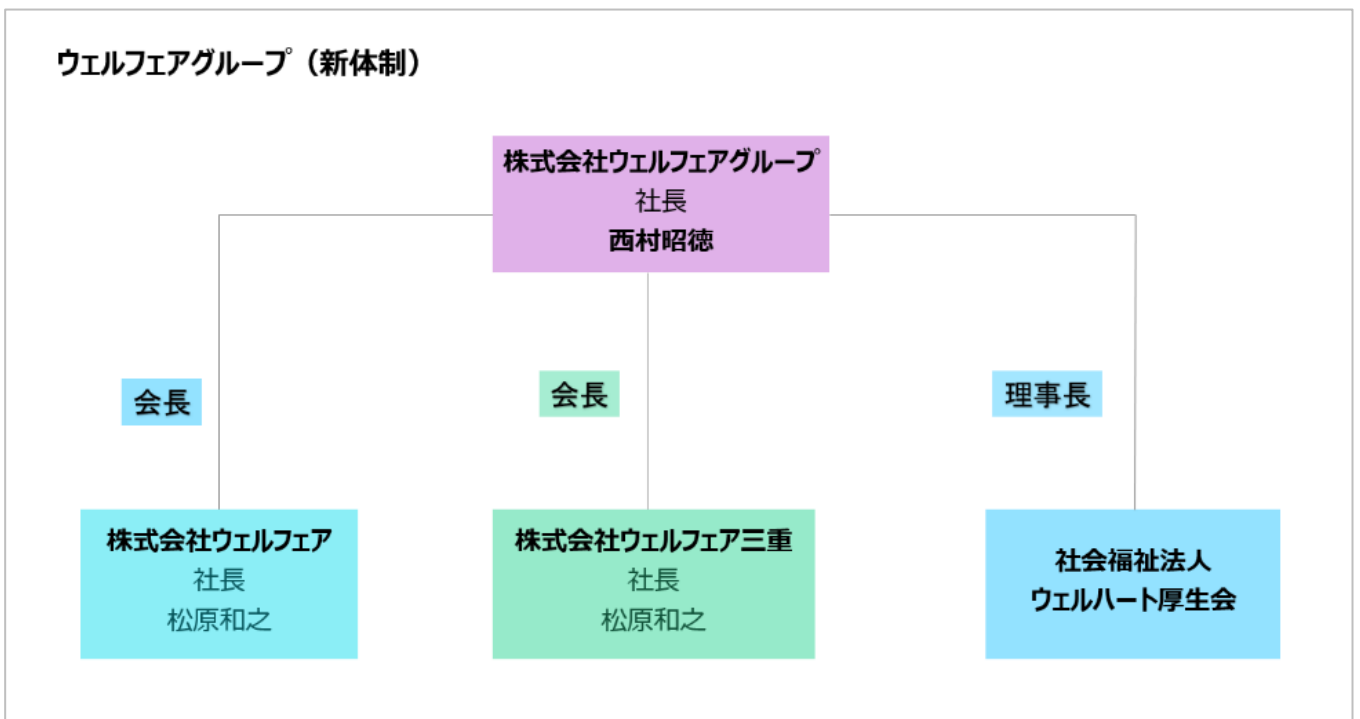 ウェルフェアグループ（新体制）
株式会社ウェルフェアグループ
社長
西村昭徳
会長
会長
理事長
株式会社ウェルフェア
社長
松原和之
株式会社ウェルフェア三重
社長
松原和之
社会福祉法人
ウェルハート厚生会